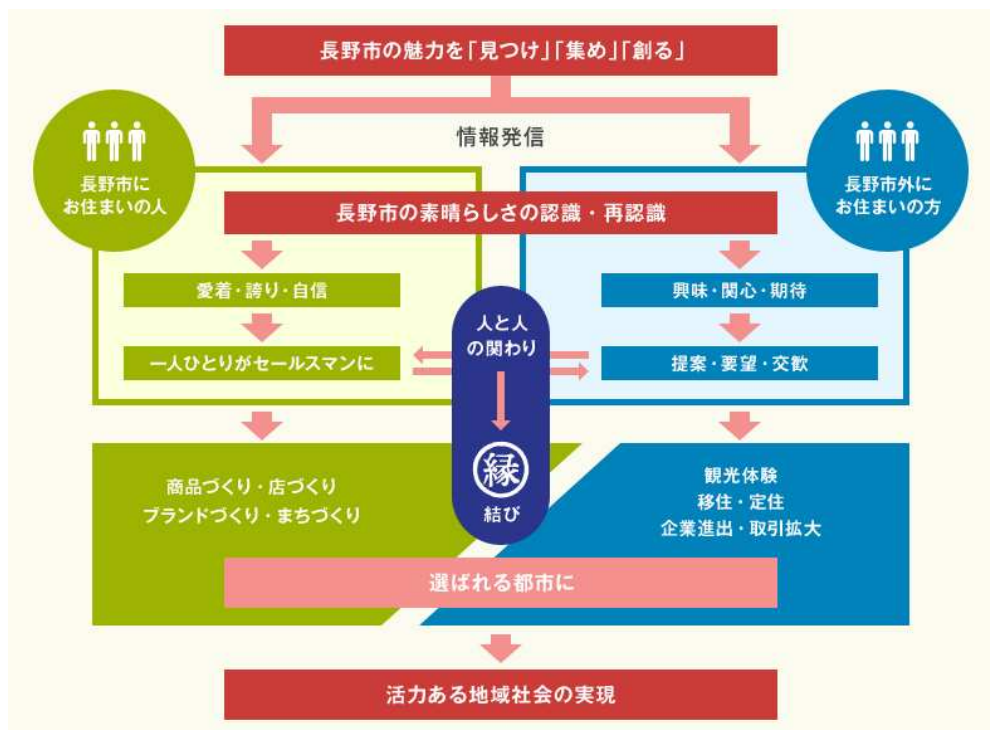 長野市の魅力を「見つけ」「集め」「創る」
情報発信
長野市に
お住まいの人
長野市外に
お住まいの方
長野市の素晴らしさの認識・再認識
愛着・誇り・自信
興味・関心・期待
人と人
の関わり
一人ひとりがセールスマンに
提案・要望・交歓
縁
結び
商品づくり・店づくり
ブランドづくり・まちづくり
観光体験
移住・定住
企業進出・取引拡大
選ばれる都市に
活力ある地域社会の実現